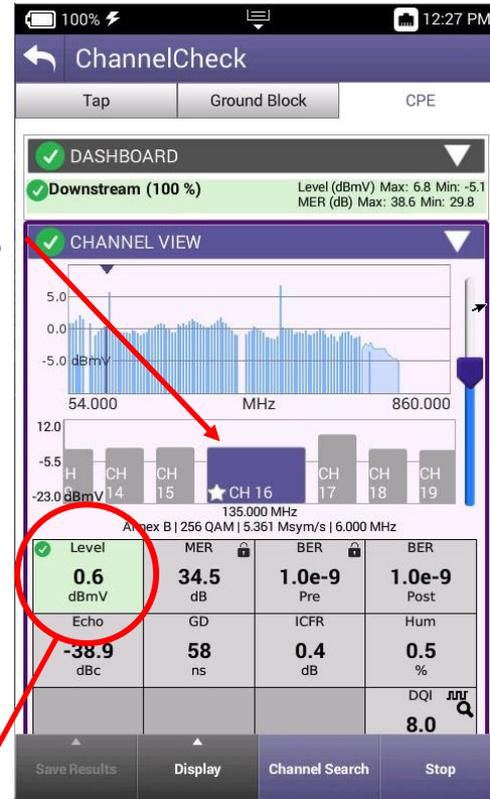 100% 12:27 PM
ChannelCheck
Tap Ground Block CPE
DASHBOARD
Downstream (100 %) Level (dBmV) Max: 6.8 Min: -5.1
MER (dB) Max: 38.6 Min: 29.8
CHANNEL VIEW
5.0
0.0
-5.0 dBmV
54.000 MHz 860.000
12.0
-5.5
CH CH CH CH CH
14 15 CH 16 17 18 19
-23.0 dBmV
135.000 MHz
Annex B | 256 QAM | 5.361 Msym/s | 6.000 MHz
Level MER BER BER
0.6 34.5 1.0e-9 1.0e-9
dBmV dB Pre Post
Echo GD ICFR Hum
-38.9 58 0.4 0.5
dBc ns dB %
DQI
8.0
Save Results Display Channel Search Stop